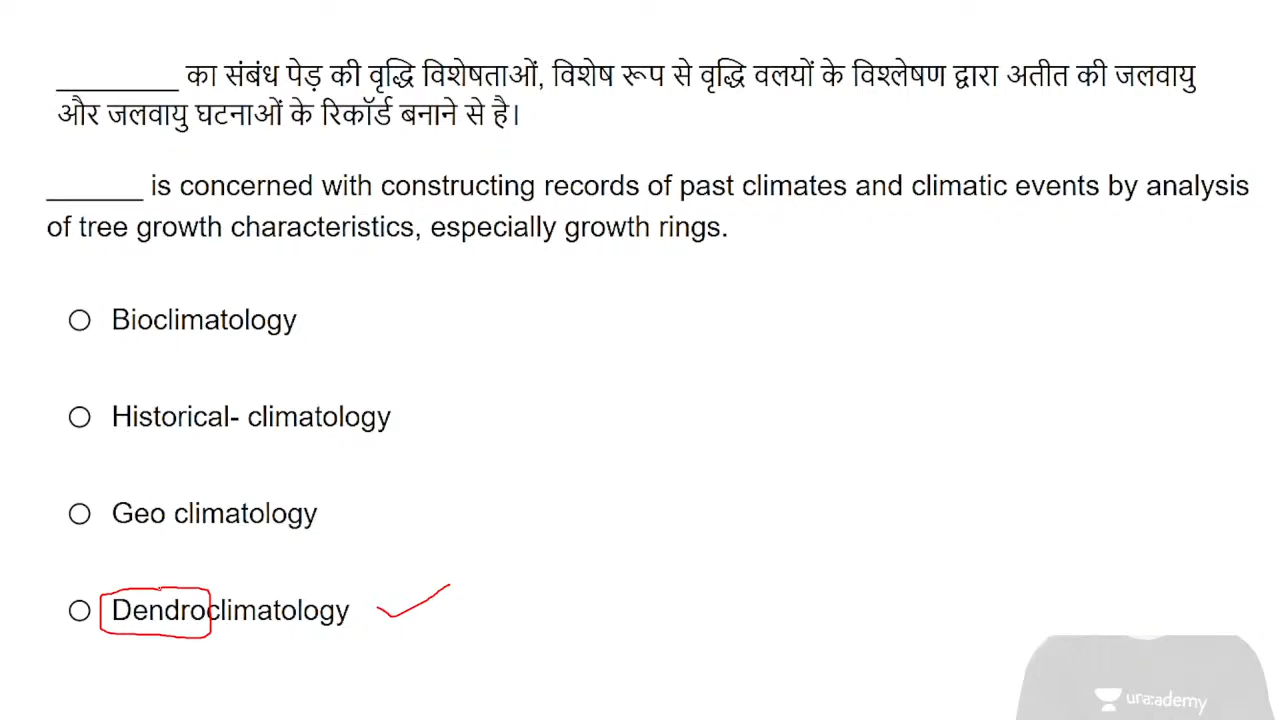 _______ का संबंध पेड़ की वृद्धि विशेषताओं, विशेष रूप से वृद्धि वलयों के विश्लेषण द्वारा अतीत की जलवायु
और जलवायु घटनाओं के रिकॉर्ड बनाने से है।
______ is concerned with constructing records of past climates and climatic events by analysis
of tree growth characteristics, especially growth rings.
Bioclimatology
Historical- climatology
Geo climatology
Dendroclimatology